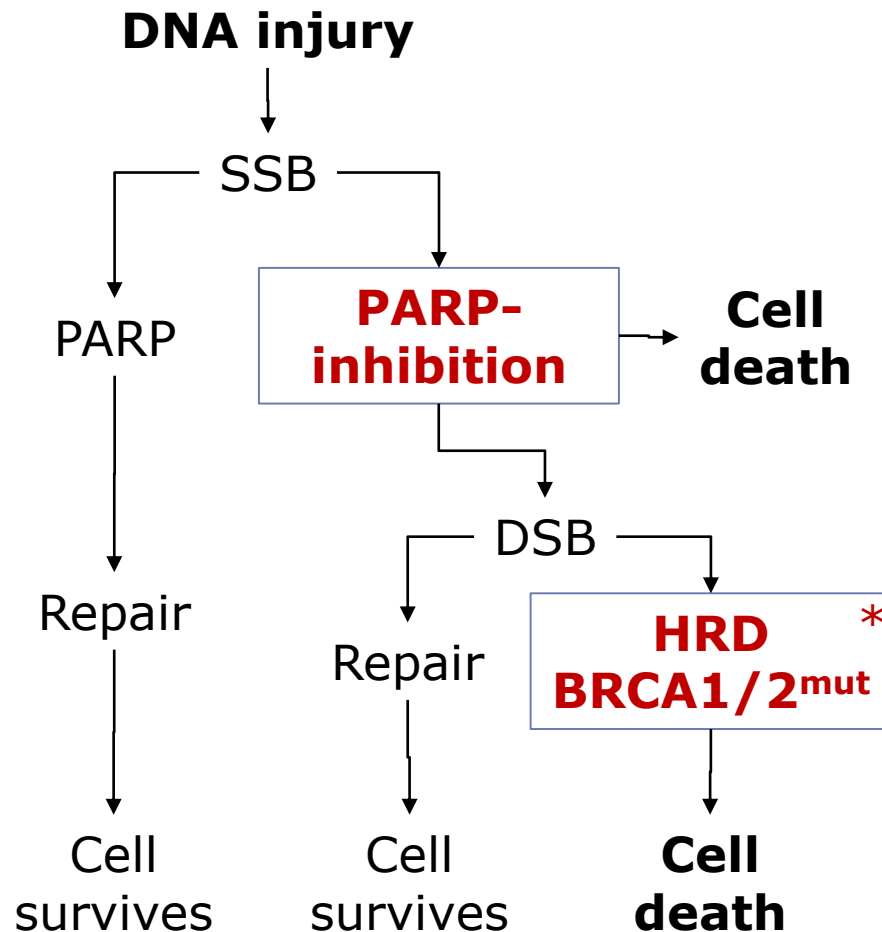 DNA injury
SSB
PARP
PARP-
inhibition
Cell
death
DSB
Repair
Repair
HRD *
BRCA1/2ᵐᵘᵗ
Cell
survives
Cell
survives
Cell
death